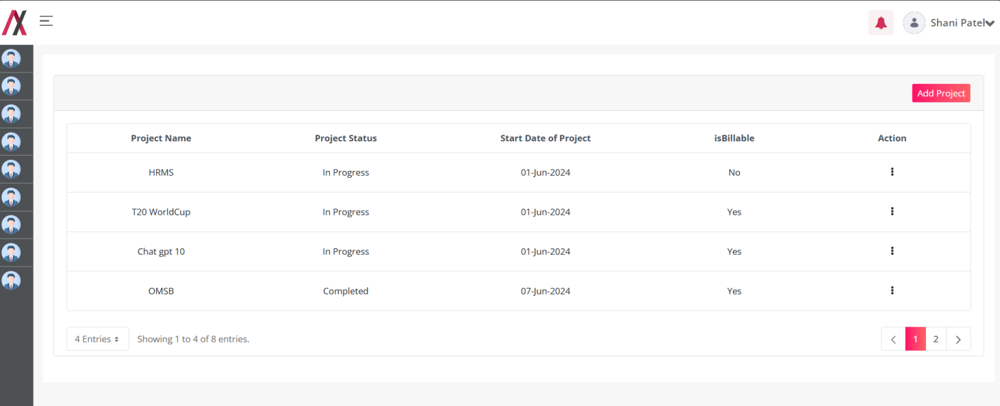 Shani Patel
Add Project
Project Name Project Status Start Date of Project isBillable Action
HRMS In Progress 01-Jun-2024 No
T20 WorldCup In Progress 01-Jun-2024 Yes
Chat gpt 10 In Progress 01-Jun-2024 Yes
OMSB Completed 07-Jun-2024 Yes
4 Entries Showing 1 to 4 of 8 entries. 1 2